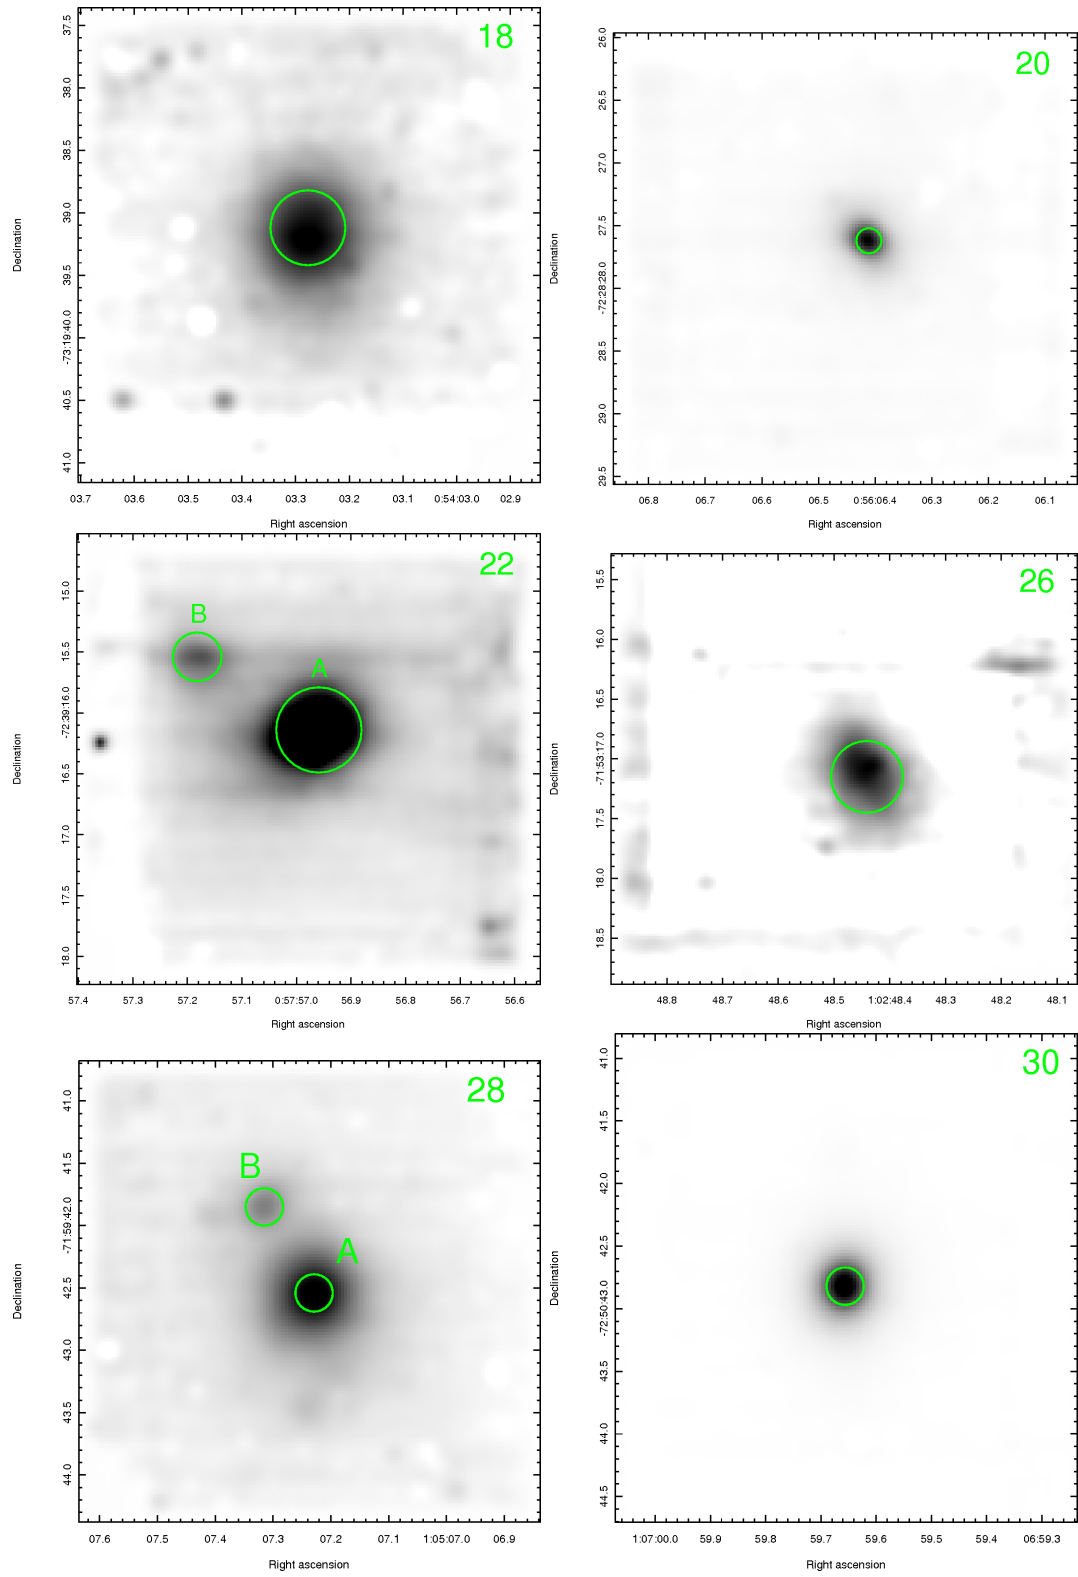 18
37.5
38.0
38.5
39.0
39.5
-73:19:40.0
40.5
41.0
Declination
03.7 03.6 03.5 03.4 03.3 03.2 03.1 0:54:03.0 02.9
Right ascension
20
26.0
26.5
27.0
27.5
-72:28:28.0
28.5
29.0
29.5
Declination
06.8 06.7 06.6 06.5 0:56:06.4 06.3 06.2 06.1
Right ascension
22
B
A
15.0
15.5
-72:39:16.0
16.5
17.0
17.5
18.0
Declination
57.4 57.3 57.2 57.1 0:57:57.0 56.9 56.8 56.7 56.6
Right ascension
26
15.5
16.0
16.5
-71:53:17.0
17.5
18.0
18.5
Declination
48.8 48.7 48.6 48.5 1:02:48.4 48.3 48.2 48.1
Right ascension
28
B
A
41.0
41.5
-71:59:42.0
42.5
43.0
43.5
44.0
Declination
07.6 07.5 07.4 07.3 07.2 07.1 1:05:07.0 06.9
Right ascension
30
41.0
41.5
42.0
42.5
-72:50:43.0
43.5
44.0
44.5
Declination
1:07:00.0 59.9 59.8 59.7 59.6 59.5 59.4 06:59.3
Right ascension